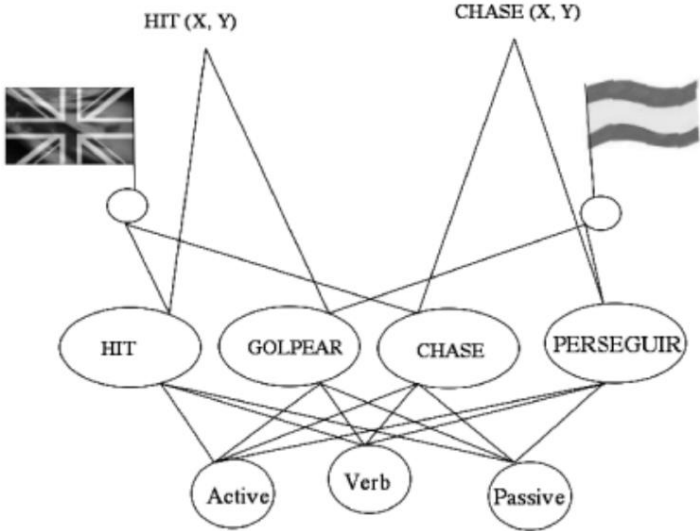 HIT (X, Y)
CHASE (X, Y)
HIT
GOLPEAR
CHASE
PERSEGUIR
Active
Verb
Passive